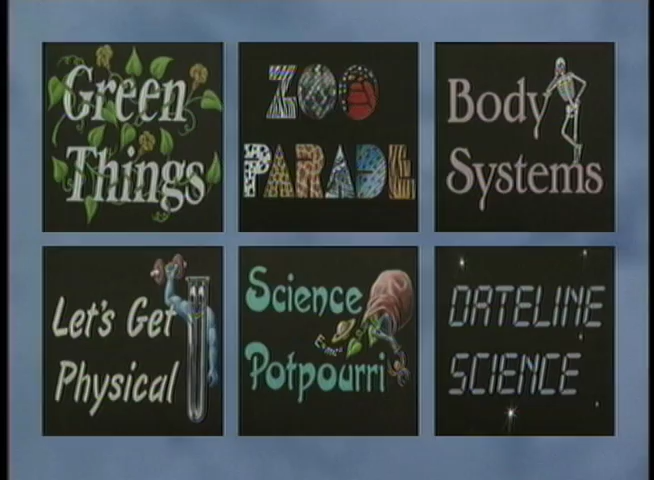 Green
Things
ZOO
PARADE
Body
Systems
Let's Get
Physical
Science
Potpourri
DATELINE
SCIENCE